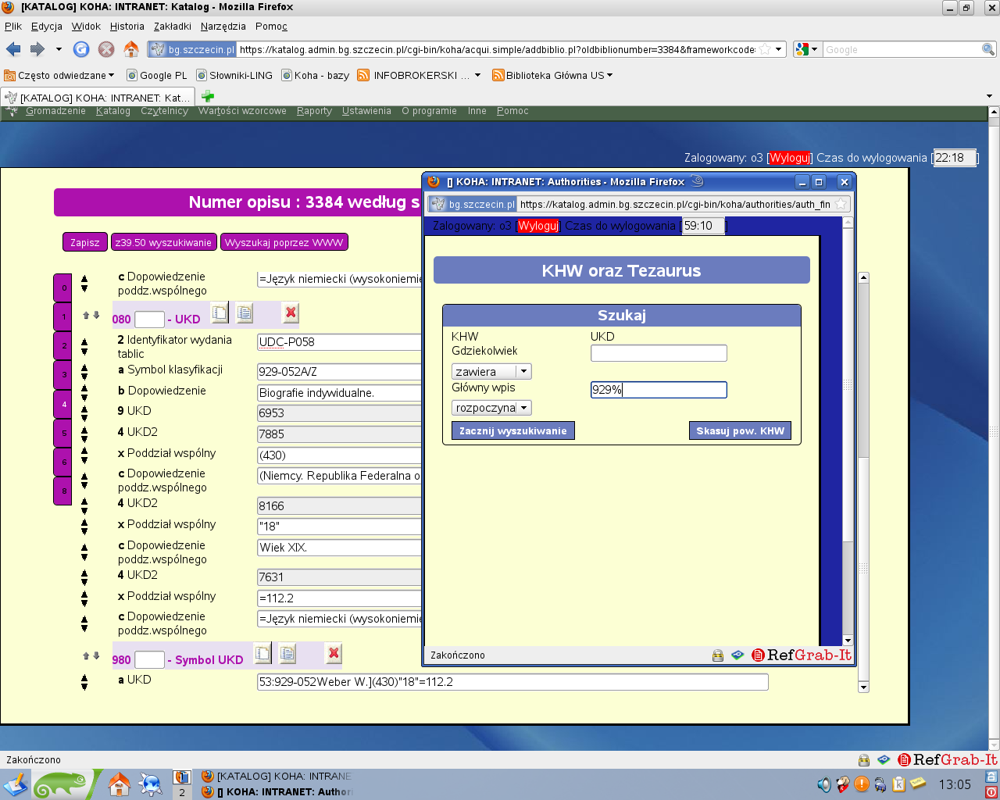 [KATALOG] KOHA: INTRANET: Katalog - Mozilla Firefox
Plik Edycja Widok Historia Zakładki Narzędzia Pomoc
bg.szczecin.pl https://katalog.admin.bg.szczecin.pl/cgi-bin/koha/acqui.simple/addbiblio.pl?oldbiblionumber=3384&frameworkcode= Google
Często odwiedzane Google PL Słowniki-LING Koha - bazy INFOBROKERSKI ... Biblioteka Główna US
[KATALOG] KOHA: INTRANET: Kat...
Gromadzenie Katalog Czytelnicy Wartości wzorcowe Raporty Ustawienia O programie Inne Pomoc
Zalogowany: o3 [Wyloguj] Czas do wylogowania [22:18]
Numer opisu : 3384 według s
Zapisz z39.50 wyszukiwanie Wyszukaj poprzez WWW
0
1
2
3
4
5
6
8
c Dopowiedzenie poddz.wspólnego =Język niemiecki (wysokoniemie
080 - UKD
2 Identyfikator wydania tablic UDC-P058
a Symbol klasyfikacji 929-052A/Z
b Dopowiedzenie Biografie indywidualne.
9 UKD 6953
4 UKD2 7885
x Poddział wspólny (430)
c Dopowiedzenie poddz.wspólnego (Niemcy. Republika Federalna o
4 UKD2 8166
x Poddział wspólny "18"
c Dopowiedzenie poddz.wspólnego Wiek XIX.
4 UKD2 7631
x Poddział wspólny =112.2
c Dopowiedzenie poddz.wspólnego =Język niemiecki (wysokoniemie
980 - Symbol UKD
a UKD 53:929-052Weber W.](430)"18"=112.2
[] KOHA: INTRANET: Authorities - Mozilla Firefox
bg.szczecin.pl https://katalog.admin.bg.szczecin.pl/cgi-bin/koha/authorities/auth_fin
Zalogowany: o3 [Wyloguj] Czas do wylogowania [59:10]
KHW oraz Tezaurus
Szukaj
KHW UKD
Gdziekolwiek
zawiera
Główny wpis 929%
rozpoczyna
Zacznij wyszukiwanie Skasuj pow. KHW
Zakończono RefGrab-It
Zakończono RefGrab-It
2
[KATALOG] KOHA: INTRANE
[] KOHA: INTRANET: Author
13:05